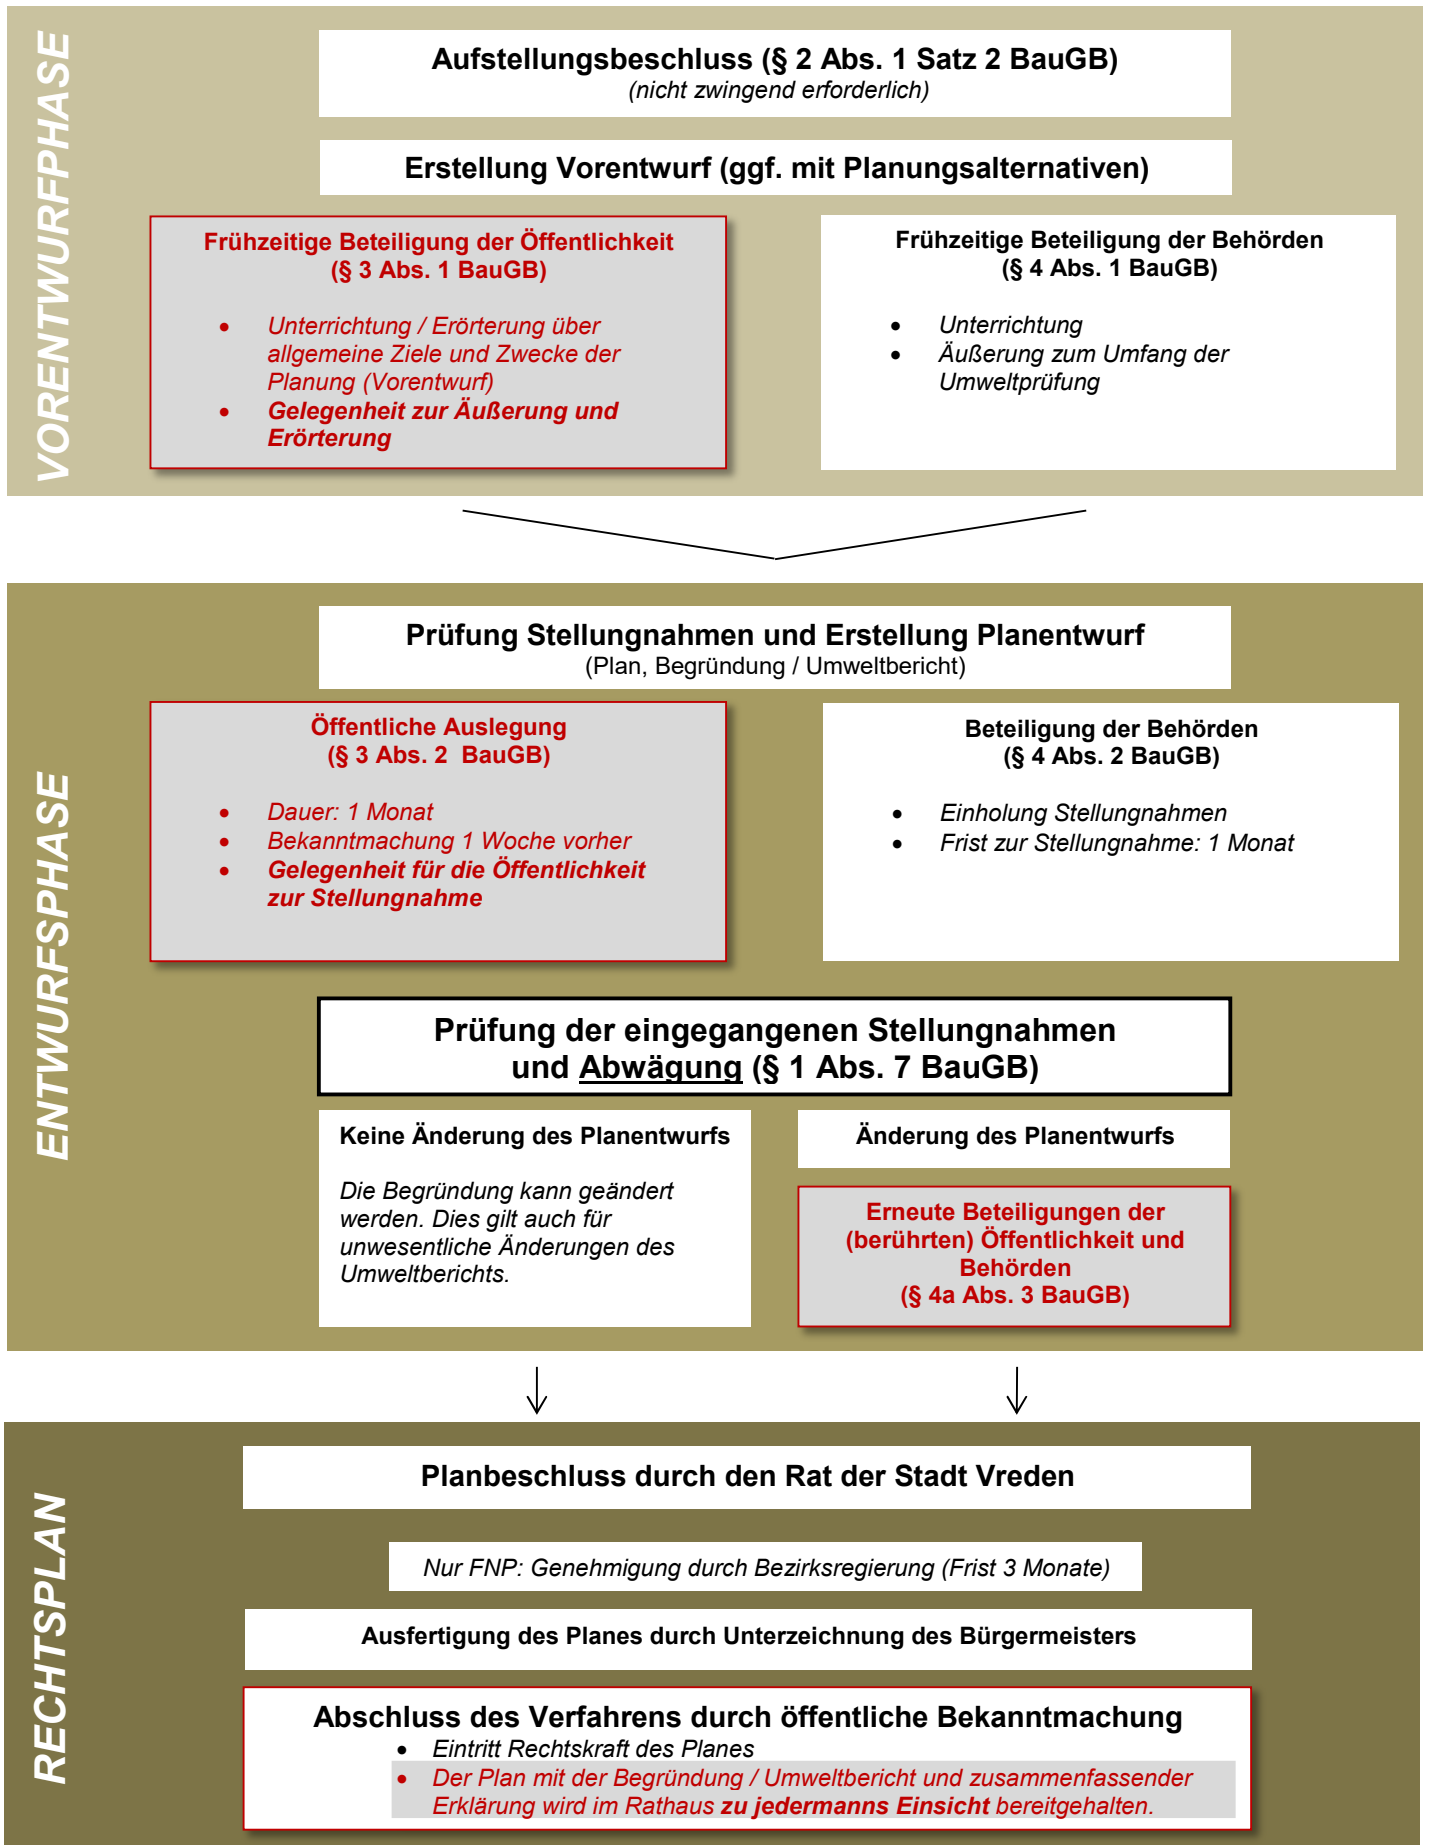 VORENTWURFPHASE
Aufstellungsbeschluss (§ 2 Abs. 1 Satz 2 BauGB)
(nicht zwingend erforderlich)
Erstellung Vorentwurf (ggf. mit Planungsalternativen)
Frühzeitige Beteiligung der Öffentlichkeit
(§ 3 Abs. 1 BauGB)
• Unterrichtung / Erörterung über
allgemeine Ziele und Zwecke der
Planung (Vorentwurf)
• Gelegenheit zur Äußerung und
Erörterung
Frühzeitige Beteiligung der Behörden
(§ 4 Abs. 1 BauGB)
• Unterrichtung
• Äußerung zum Umfang der
Umweltprüfung
ENTWURFSPHASE
Prüfung Stellungnahmen und Erstellung Planentwurf
(Plan, Begründung / Umweltbericht)
Öffentliche Auslegung
(§ 3 Abs. 2 BauGB)
• Dauer: 1 Monat
• Bekanntmachung 1 Woche vorher
• Gelegenheit für die Öffentlichkeit
zur Stellungnahme
Beteiligung der Behörden
(§ 4 Abs. 2 BauGB)
• Einholung Stellungnahmen
• Frist zur Stellungnahme: 1 Monat
Prüfung der eingegangenen Stellungnahmen
und Abwägung (§ 1 Abs. 7 BauGB)
Keine Änderung des Planentwurfs
Die Begründung kann geändert
werden. Dies gilt auch für
unwesentliche Änderungen des
Umweltberichts.
Änderung des Planentwurfs
Erneute Beteiligungen der
(berührten) Öffentlichkeit und
Behörden
(§ 4a Abs. 3 BauGB)
RECHTSPLAN
Planbeschluss durch den Rat der Stadt Vreden
Nur FNP: Genehmigung durch Bezirksregierung (Frist 3 Monate)
Ausfertigung des Planes durch Unterzeichnung des Bürgermeisters
Abschluss des Verfahrens durch öffentliche Bekanntmachung
• Eintritt Rechtskraft des Planes
• Der Plan mit der Begründung / Umweltbericht und zusammenfassender
Erklärung wird im Rathaus zu jedermanns Einsicht bereitgehalten.